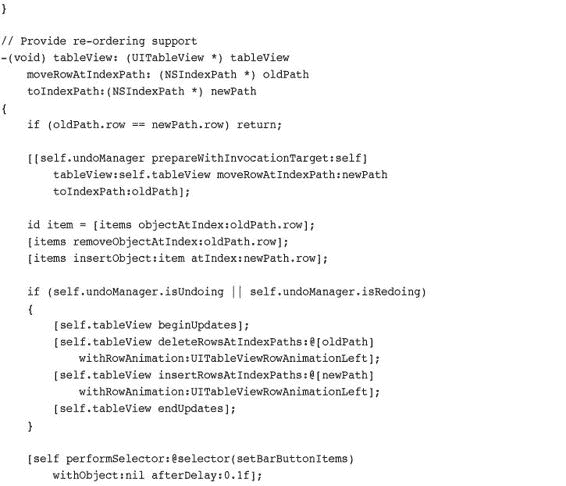 }
// Provide re-ordering support
-(void) tableView: (UITableView *) tableView
moveRowAtIndexPath: (NSIndexPath *) oldPath
toIndexPath:(NSIndexPath *) newPath
{
if (oldPath.row == newPath.row) return;
[[self.undoManager prepareWithInvocationTarget:self]
tableView:self.tableView moveRowAtIndexPath:newPath
toIndexPath:oldPath];
id item = [items objectAtIndex:oldPath.row];
[items removeObjectAtIndex:oldPath.row];
[items insertObject:item atIndex:newPath.row];
if (self.undoManager.isUndoing || self.undoManager.isRedoing)
{
[self.tableView beginUpdates];
[self.tableView deleteRowsAtIndexPaths:@[oldPath]
withRowAnimation:UITableViewRowAnimationLeft];
[self.tableView insertRowsAtIndexPaths:@[newPath]
withRowAnimation:UITableViewRowAnimationLeft];
[self.tableView endUpdates];
}
[self performSelector:@selector(setBarButtonItems)
withObject:nil afterDelay:0.1f];